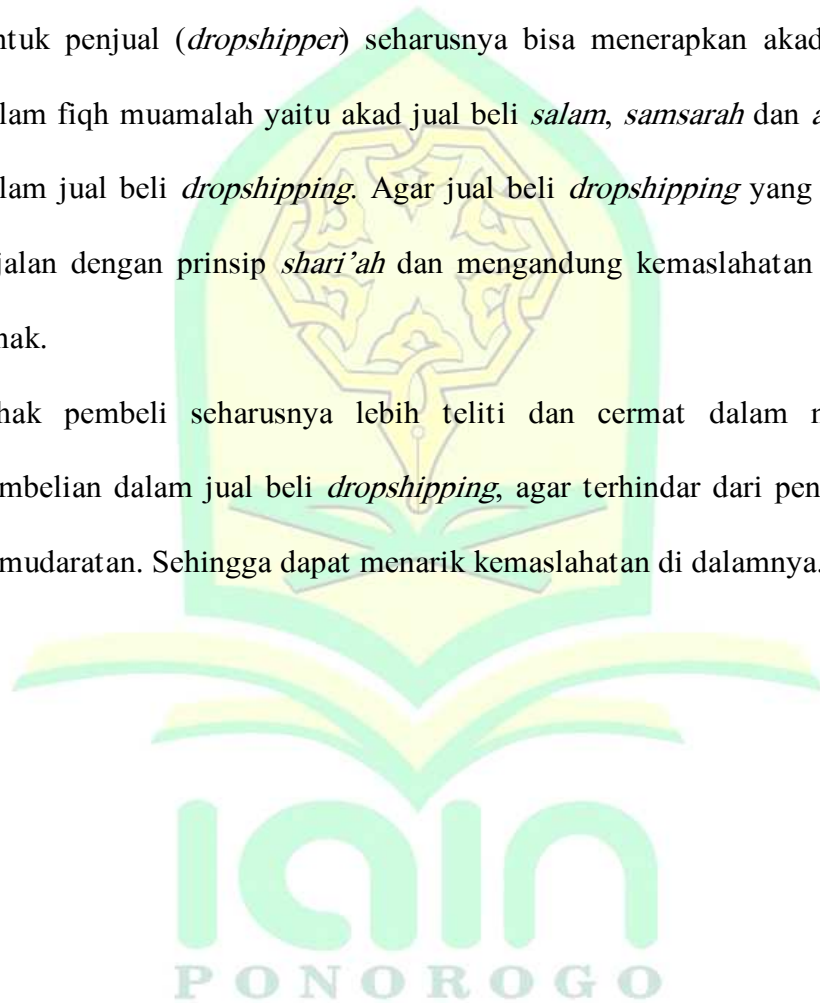 ntuk penjual (dropshipper) seharusnya bisa menerapkan akad
lam fiqh muamalah yaitu akad jual beli salam, samsarah dan a
lam jual beli dropshipping. Agar jual beli dropshipping yang
jalan dengan prinsip shari’ah dan mengandung kemaslahatan
hak.
hak pembeli seharusnya lebih teliti dan cermat dalam m
mbelian dalam jual beli dropshipping, agar terhindar dari pen
mudaratan. Sehingga dapat menarik kemaslahatan di dalamnya.
iain
PONOROGO